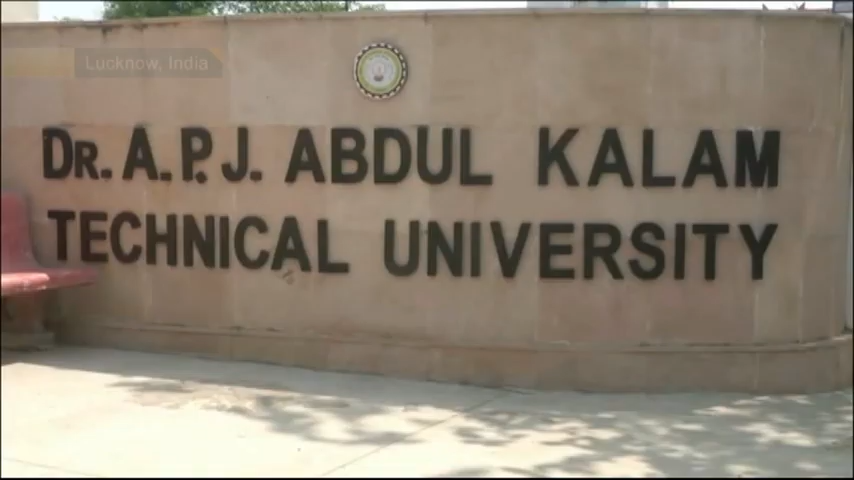 Lucknow, India
DR. A.P.J. ABDUL KALAM
TECHNICAL UNIVERSITY